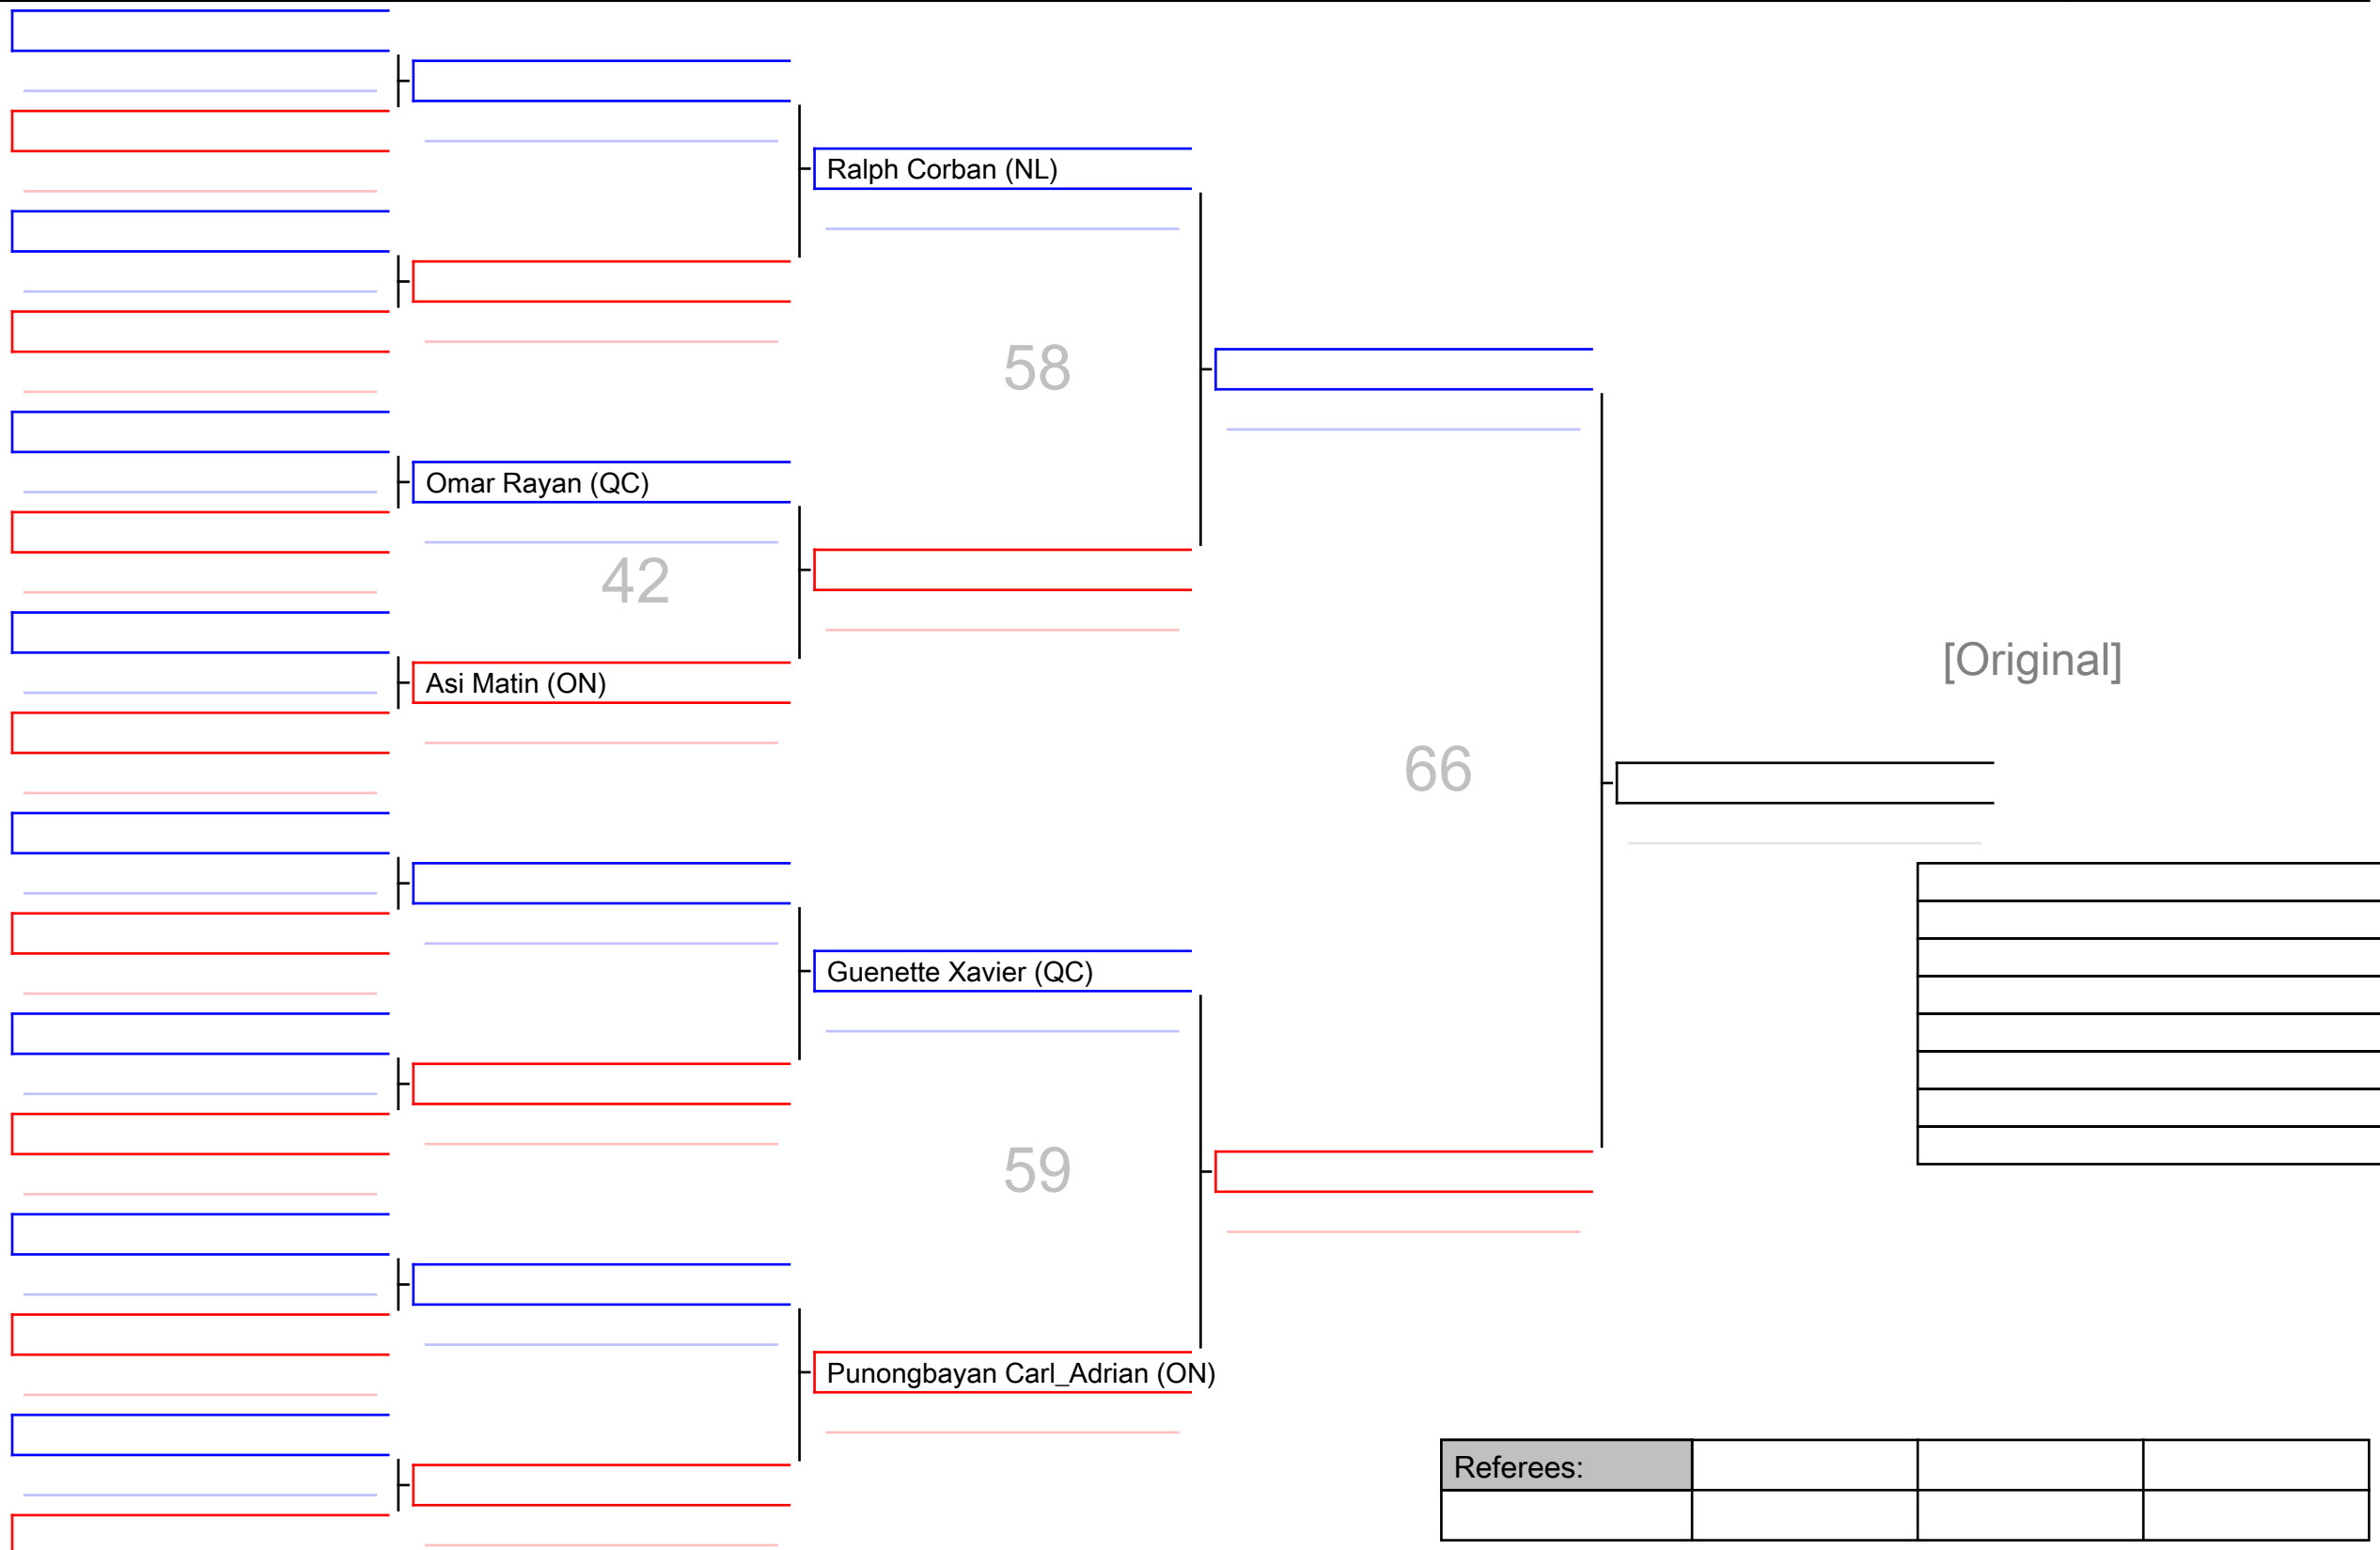 Ralph Corban (NL)
58
Omar Rayan (QC)
42
Asi Matin (ON)
[Original]
66
Guenette Xavier (QC)
59
Punongbayan Carl_Adrian (ON)
Referees: